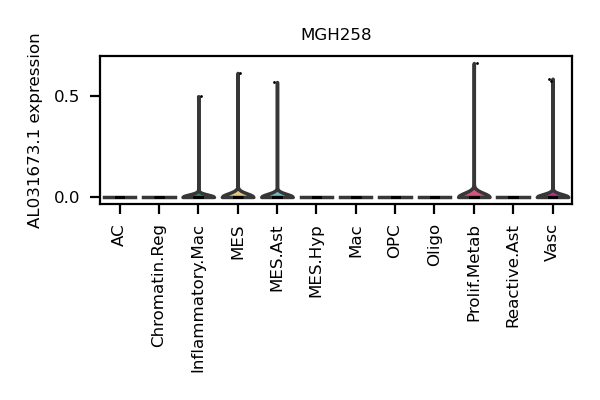 MGH258
AL031673.1 expression
0.5
0.0
AC
Chromatin.Reg
Inflammatory.Mac
MES
MES.Ast
MES.Hyp
Mac
OPC
Oligo
Prolif.Metab
Reactive.Ast
Vasc